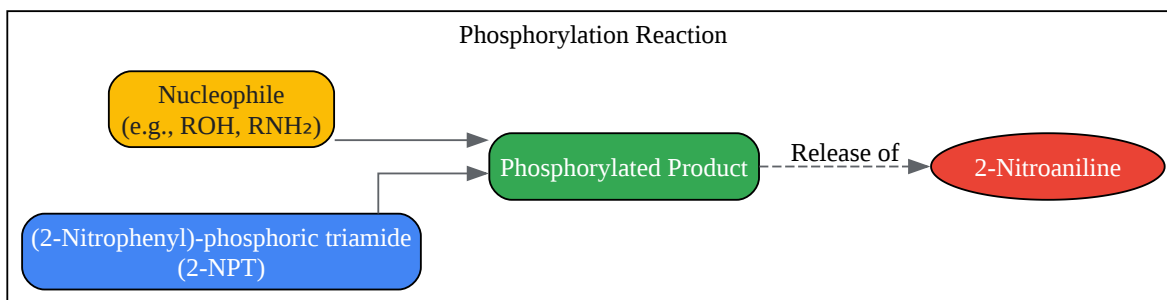 Phosphorylation Reaction
Nucleophile
(e.g., ROH, RNH₂)
Phosphorylated Product
Release of
2-Nitroaniline
(2-Nitrophenyl)-phosphoric triamide
(2-NPT)